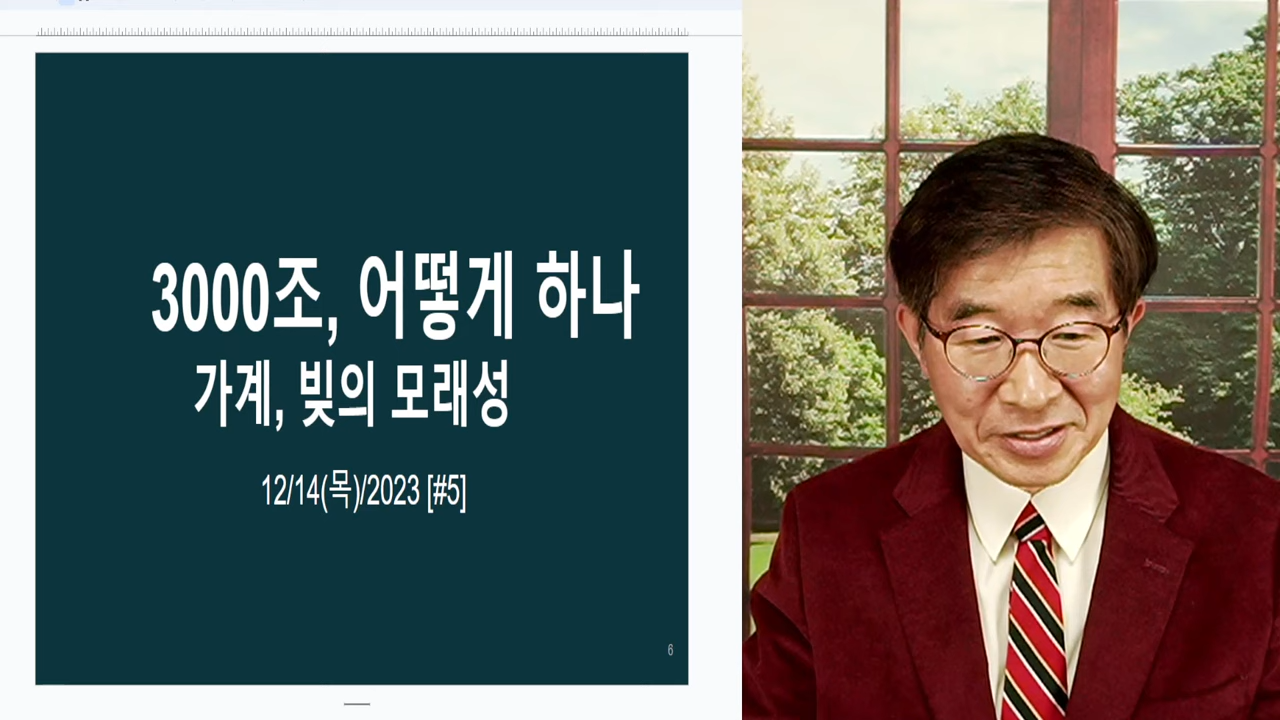 3000조, 어떻게 하나
가계, 빚의 모래성
12/14(목)/2023 [#5]
6